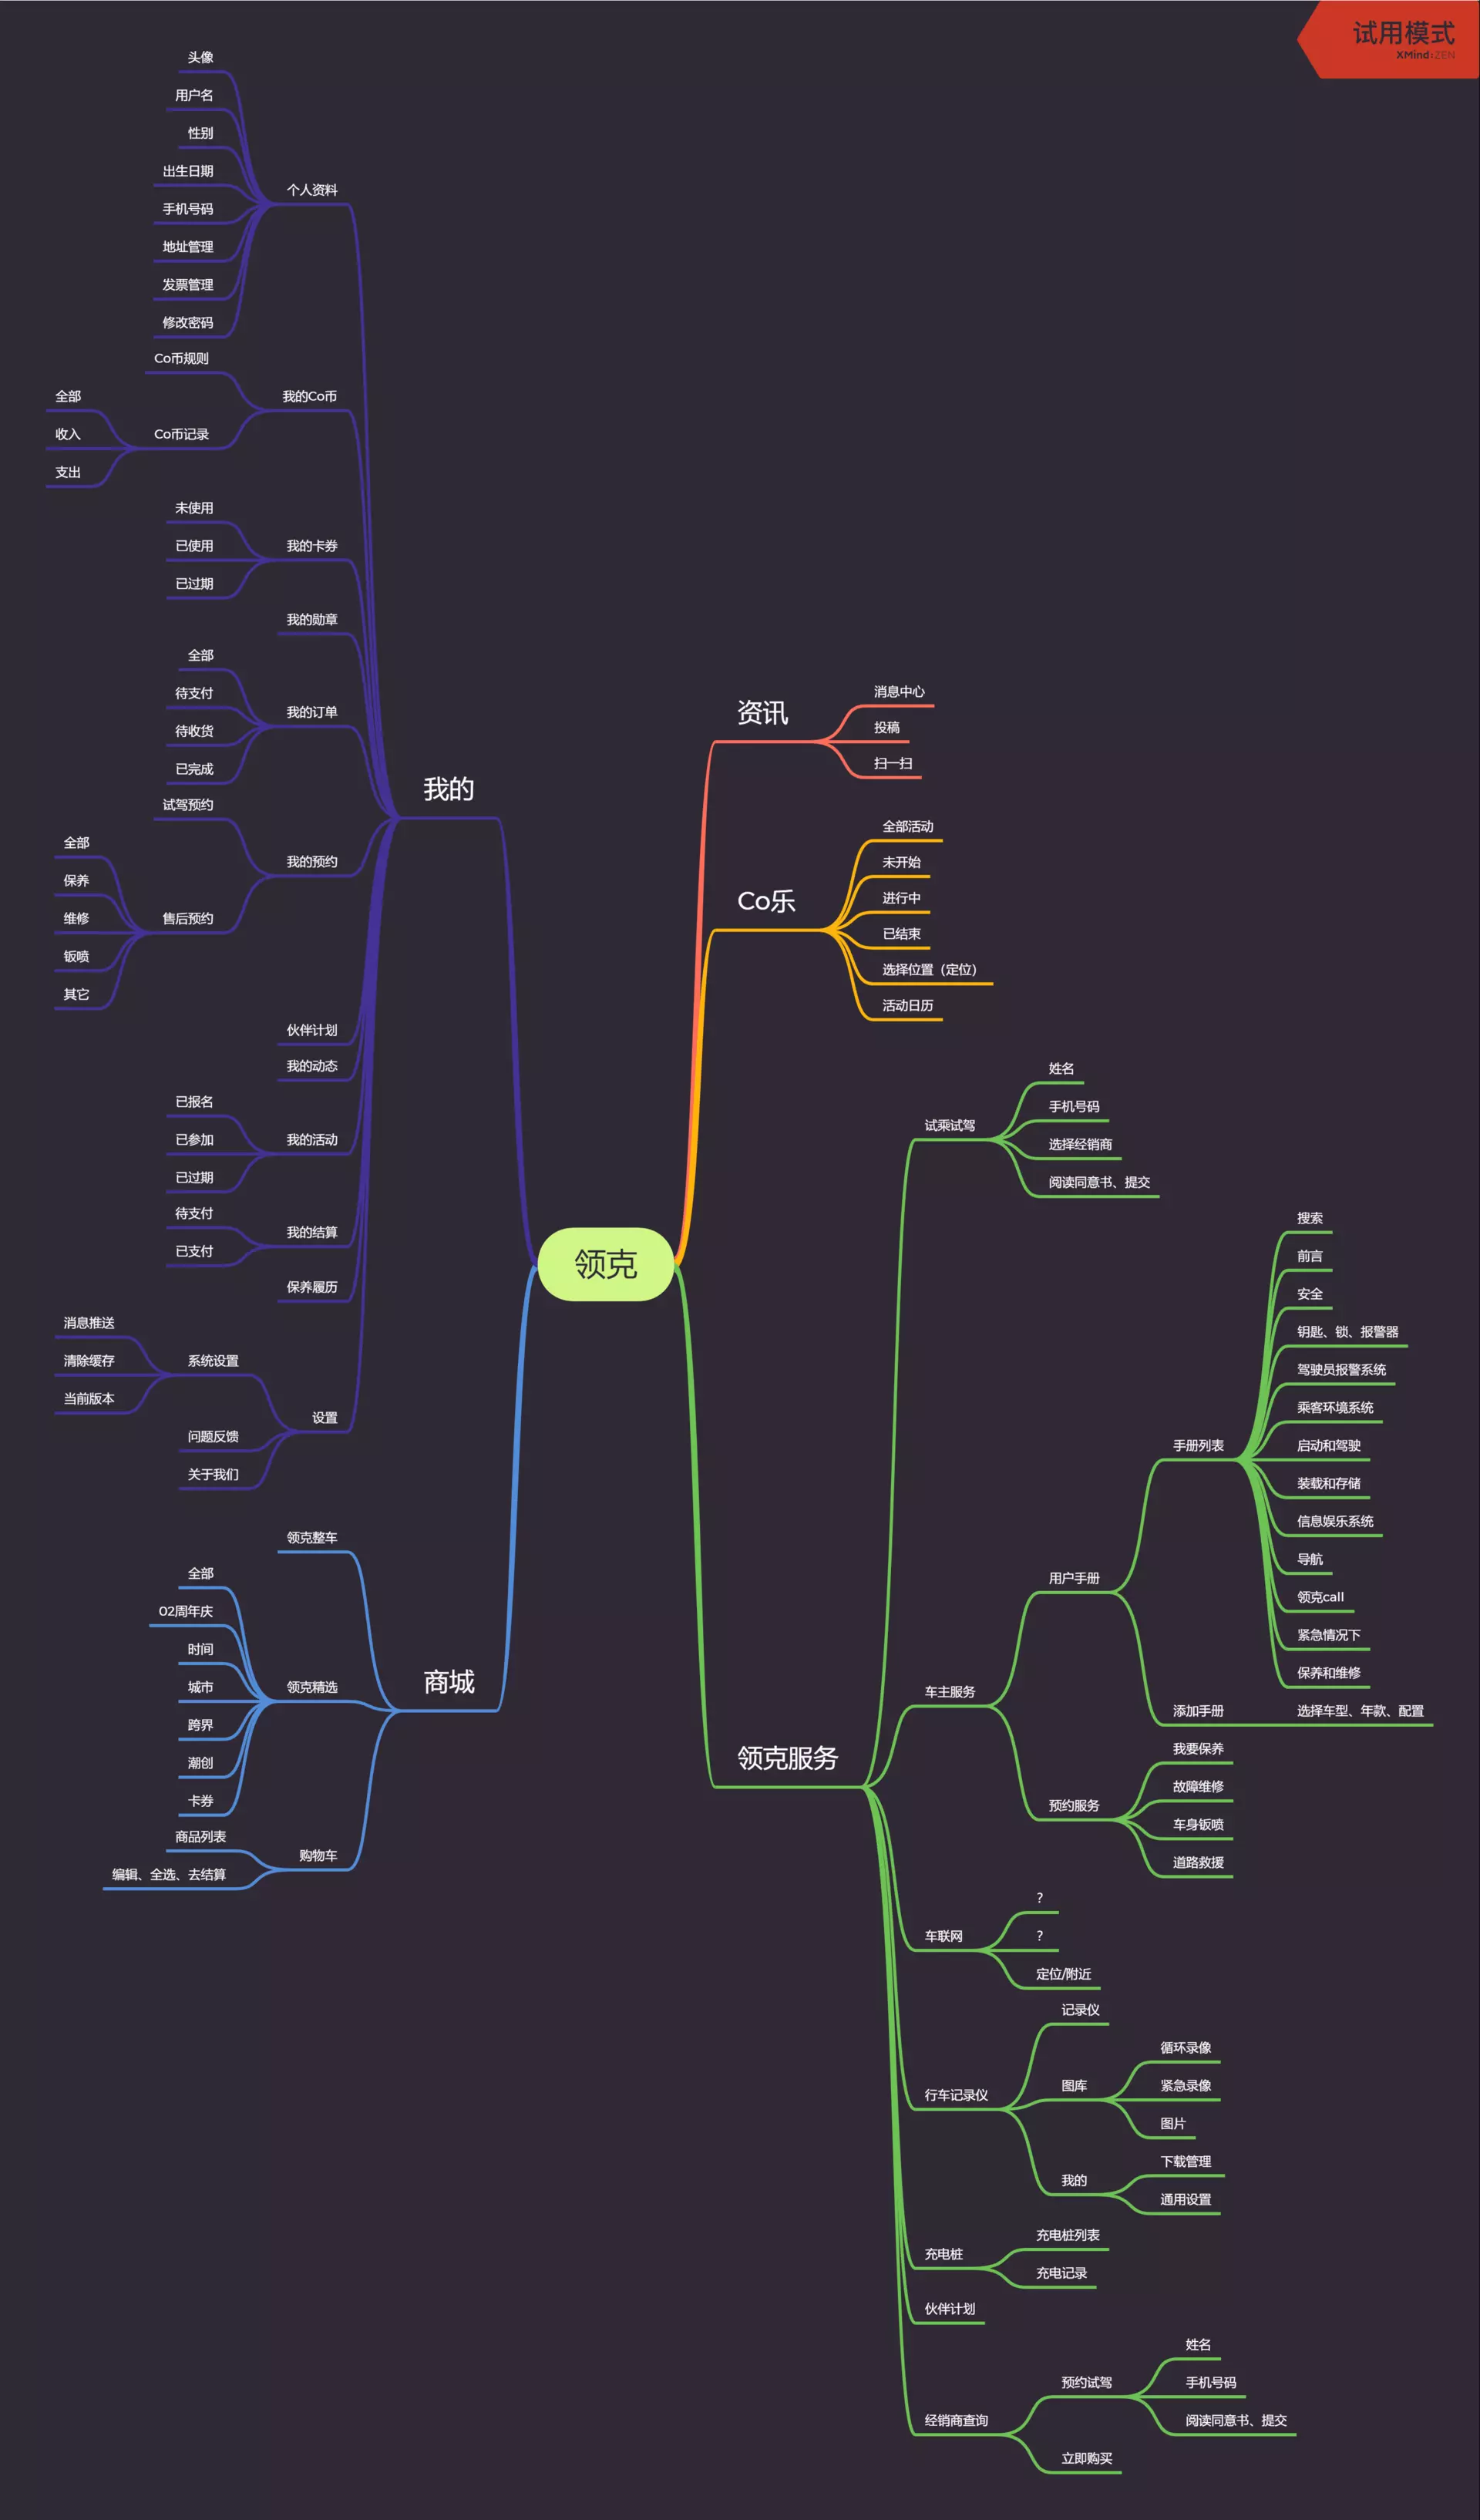 试用模式
XMind:ZEN
领克
资讯
消息中心
投稿
扫一扫
Co乐
全部活动
未开始
进行中
已结束
选择位置（定位）
活动日历
领克服务
试乘试驾
姓名
手机号码
选择经销商
阅读同意书、提交
车主服务
用户手册
手册列表
搜索
前言
安全
钥匙、锁、报警器
驾驶员报警系统
乘客环境系统
启动和驾驶
装载和存储
信息娱乐系统
导航
领克call
紧急情况下
保养和维修
添加手册
选择车型、年款、配置
预约服务
我要保养
故障维修
车身钣喷
道路救援
车联网
?
?
定位/附近
行车记录仪
记录仪
图库
循环录像
紧急录像
图片
我的
下载管理
通用设置
充电桩
充电桩列表
充电记录
伙伴计划
经销商查询
预约试驾
姓名
手机号码
阅读同意书、提交
立即购买
我的
个人资料
头像
用户名
性别
出生日期
手机号码
地址管理
发票管理
修改密码
我的Co币
Co币规则
Co币记录
全部
收入
支出
我的卡券
未使用
已使用
已过期
我的勋章
我的订单
全部
待支付
待收货
已完成
我的预约
试驾预约
售后预约
全部
保养
维修
钣喷
其它
伙伴计划
我的动态
我的活动
已报名
已参加
已过期
我的结算
待支付
已支付
保养履历
设置
系统设置
消息推送
清除缓存
当前版本
问题反馈
关于我们
商城
领克整车
领克精选
全部
02周年庆
时间
城市
跨界
潮创
卡券
购物车
商品列表
编辑、全选、去结算